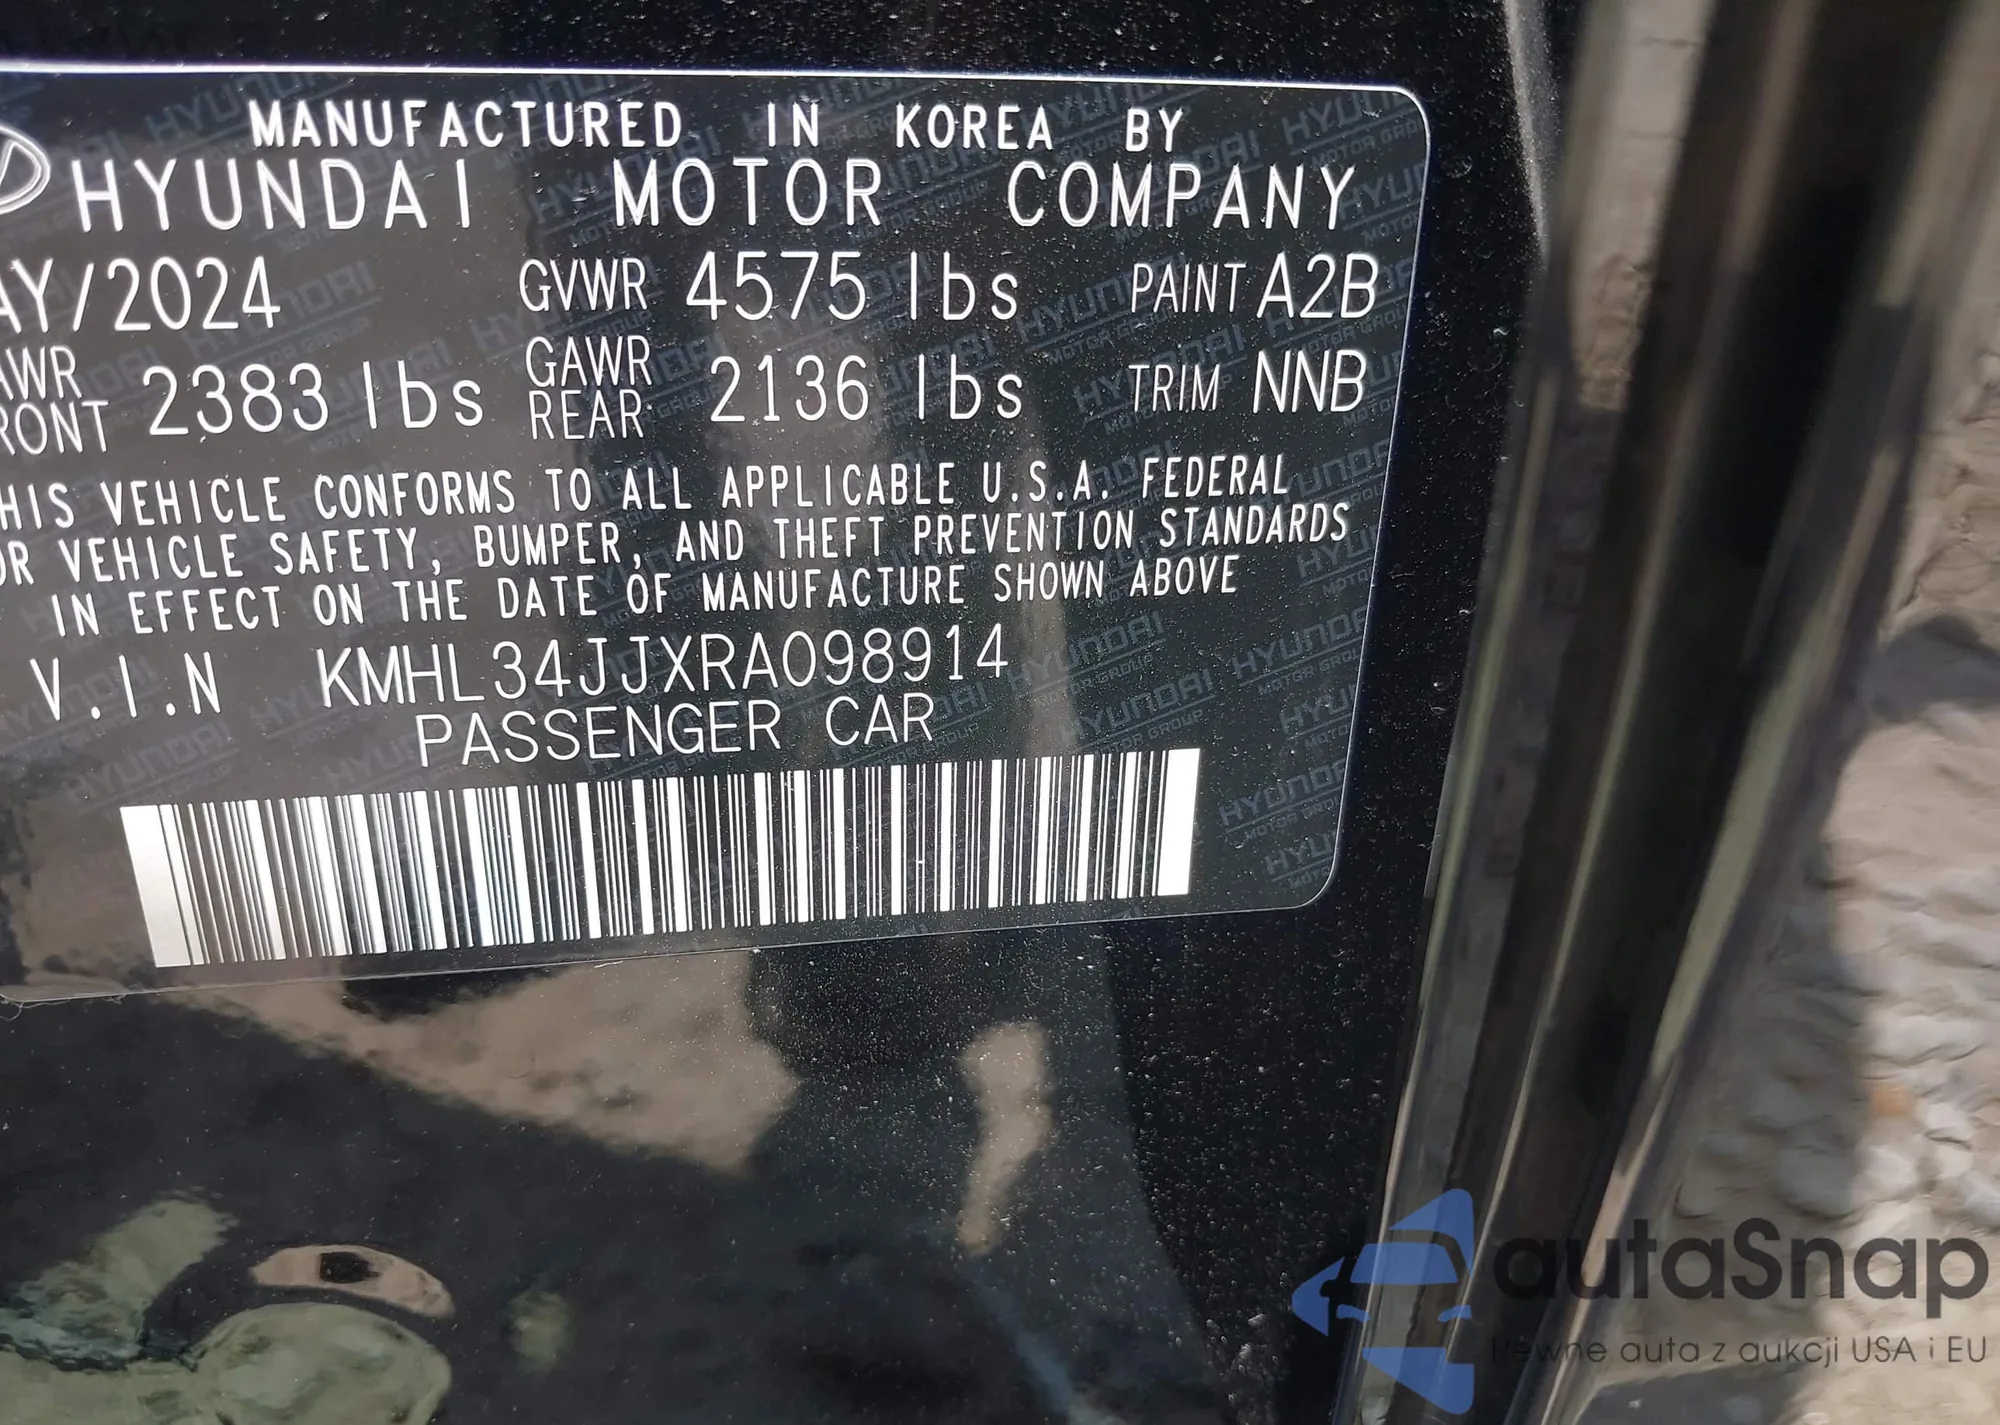 MANUFACTURED IN KOREA BY
HYUNDAI MOTOR COMPANY
AY/2024 GVWR 4575 lbs PAINT A2B
AWR FRONT 2383 lbs GAWR REAR 2136 lbs TRIM NNB
HIS VEHICLE CONFORMS TO ALL APPLICABLE U.S.A. FEDERAL
OR VEHICLE SAFETY, BUMPER, AND THEFT PREVENTION STANDARDS
IN EFFECT ON THE DATE OF MANUFACTURE SHOWN ABOVE
V.I.N KMHL34JJXRA098914
PASSENGER CAR
autaSnap
Pewne auta z aukcji USA i EU